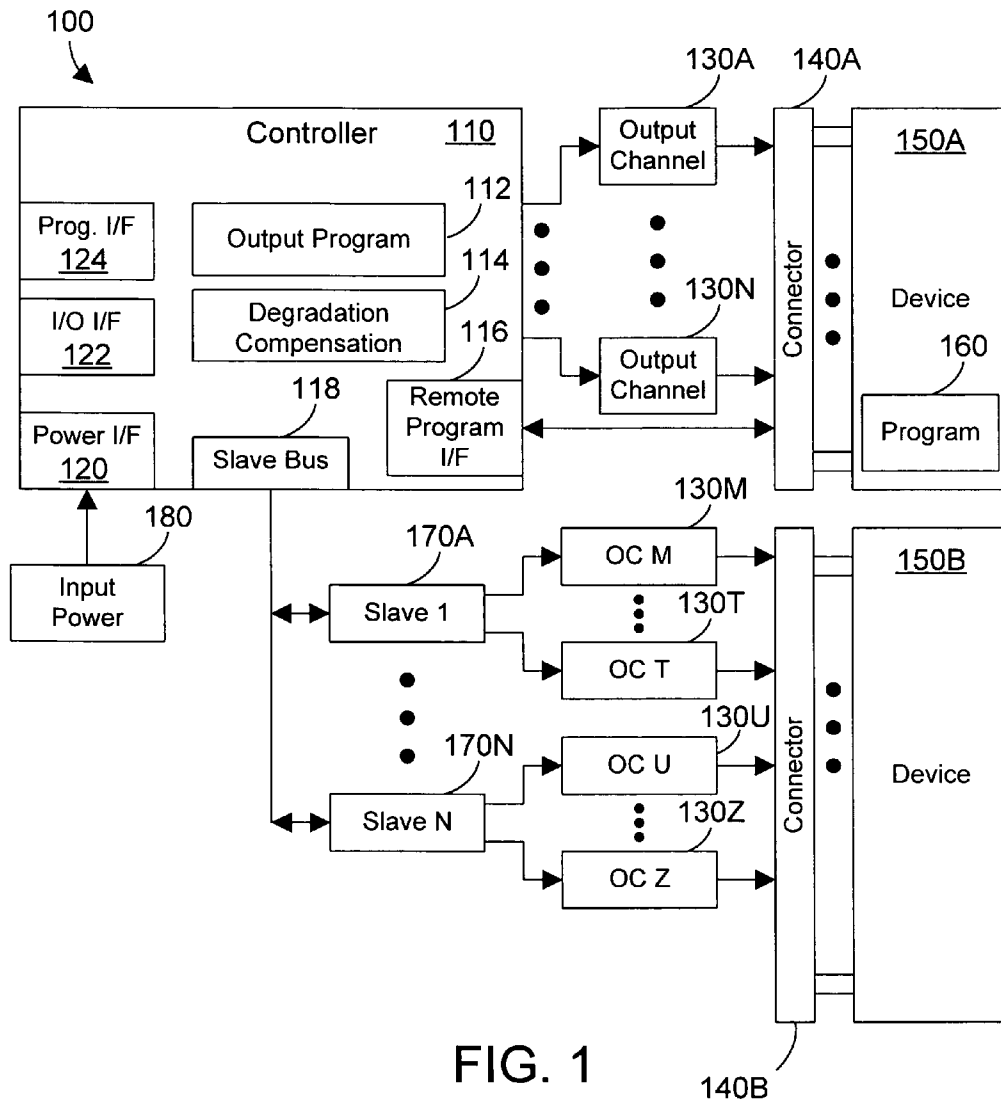 100
130A
140A
Controller 110
Output
Channel
150A
112
Prog. I/F
124
Output Program
114
I/O I/F
122
Degradation
Compensation
116
130N
Connector
Device
118
Remote
Program
I/F
Output
Channel
160
Power I/F
120
Slave Bus
Program
180
130M
Input
Power
170A
OC M
150B
Slave 1
130T
OC T
170N
130U
Connector
OC U
Device
Slave N
130Z
OC Z
FIG. 1
140B